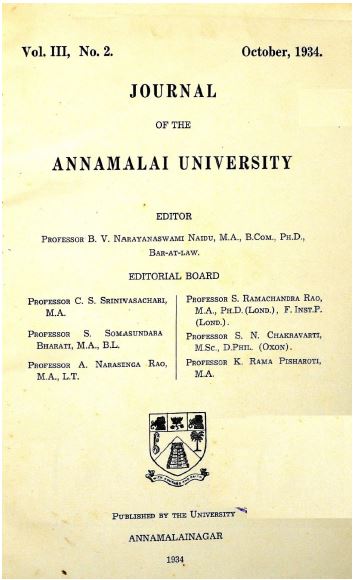 Vol. III, No. 2. October, 1934.
JOURNAL
OF THE
ANNAMALAI UNIVERSITY
EDITOR
PROFESSOR B. V. NARAYANASWAMI NAIDU, M.A., B.COM., PH.D.,
BAR-AT-LAW.
EDITORIAL BOARD
PROFESSOR C. S. SRINIVASACHARI,
M.A.
PROFESSOR S. SOMASUNDARA
BHARATI, M.A., B.L.
PROFESSOR A. NARASENGA RAO,
M.A., L.T.
PROFESSOR S. RAMACHANDRA RAO,
M.A., PH.D. (LOND.), F. INST.P.
(LOND.).
PROFESSOR S. N. CHAKRAVARTI,
M.SC., D.PHIL. (OXON).
PROFESSOR K. RAMA PISHAROTI,
M.A.
PUBLISHED BY THE UNIVERSITY
ANNAMALAINAGAR
1934